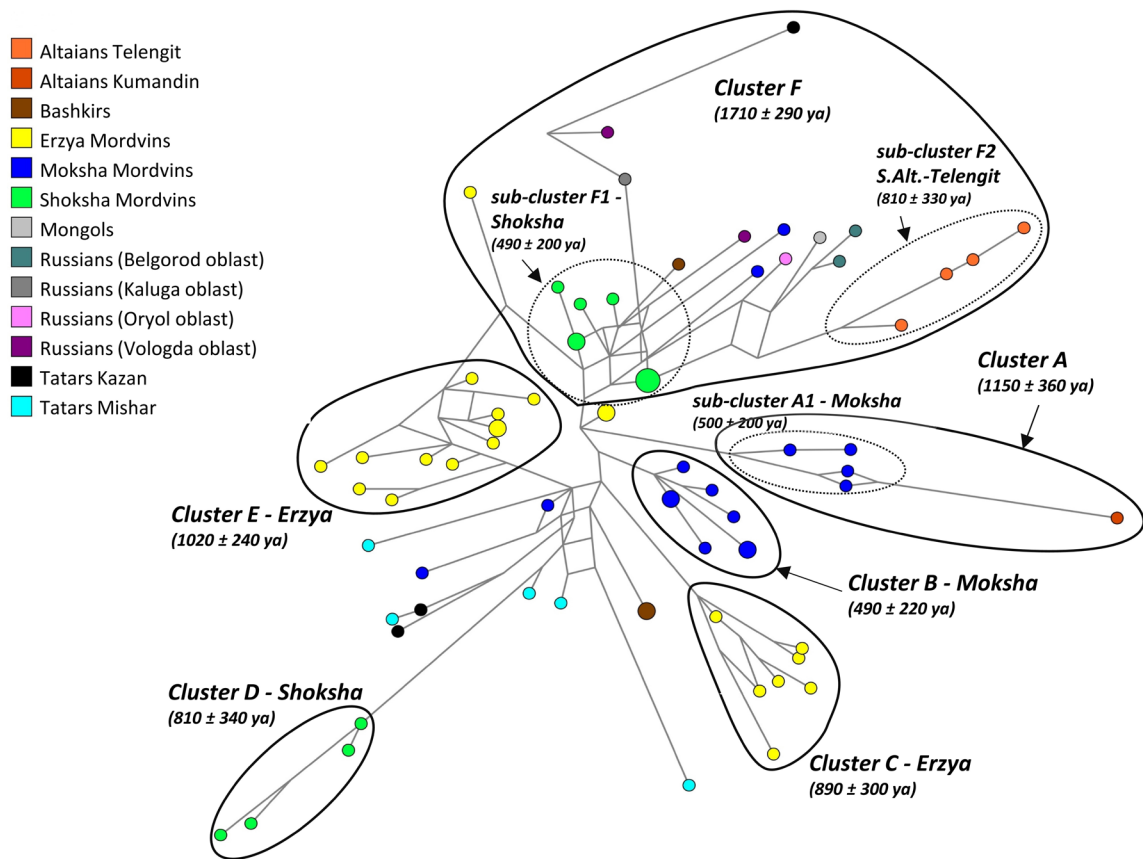 Altaians Telengit
Altaians Kumandin
Bashkirs
Erzya Mordvins
Moksha Mordvins
Shoksha Mordvins
Mongols
Russians (Belgorod oblast)
Russians (Kaluga oblast)
Russians (Oryol oblast)
Russians (Vologda oblast)
Tatars Kazan
Tatars Mishar
Cluster F
(1710 ± 290 ya)
sub-cluster F2
S.Alt.-Telengit
(810 ± 330 ya)
sub-cluster F1 -
Shoksha
(490 ± 200 ya)
Cluster A
(1150 ± 360 ya)
sub-cluster A1 - Moksha
(500 ± 200 ya)
Cluster E - Erzya
(1020 ± 240 ya)
Cluster B - Moksha
(490 ± 220 ya)
Cluster D - Shoksha
(810 ± 340 ya)
Cluster C - Erzya
(890 ± 300 ya)